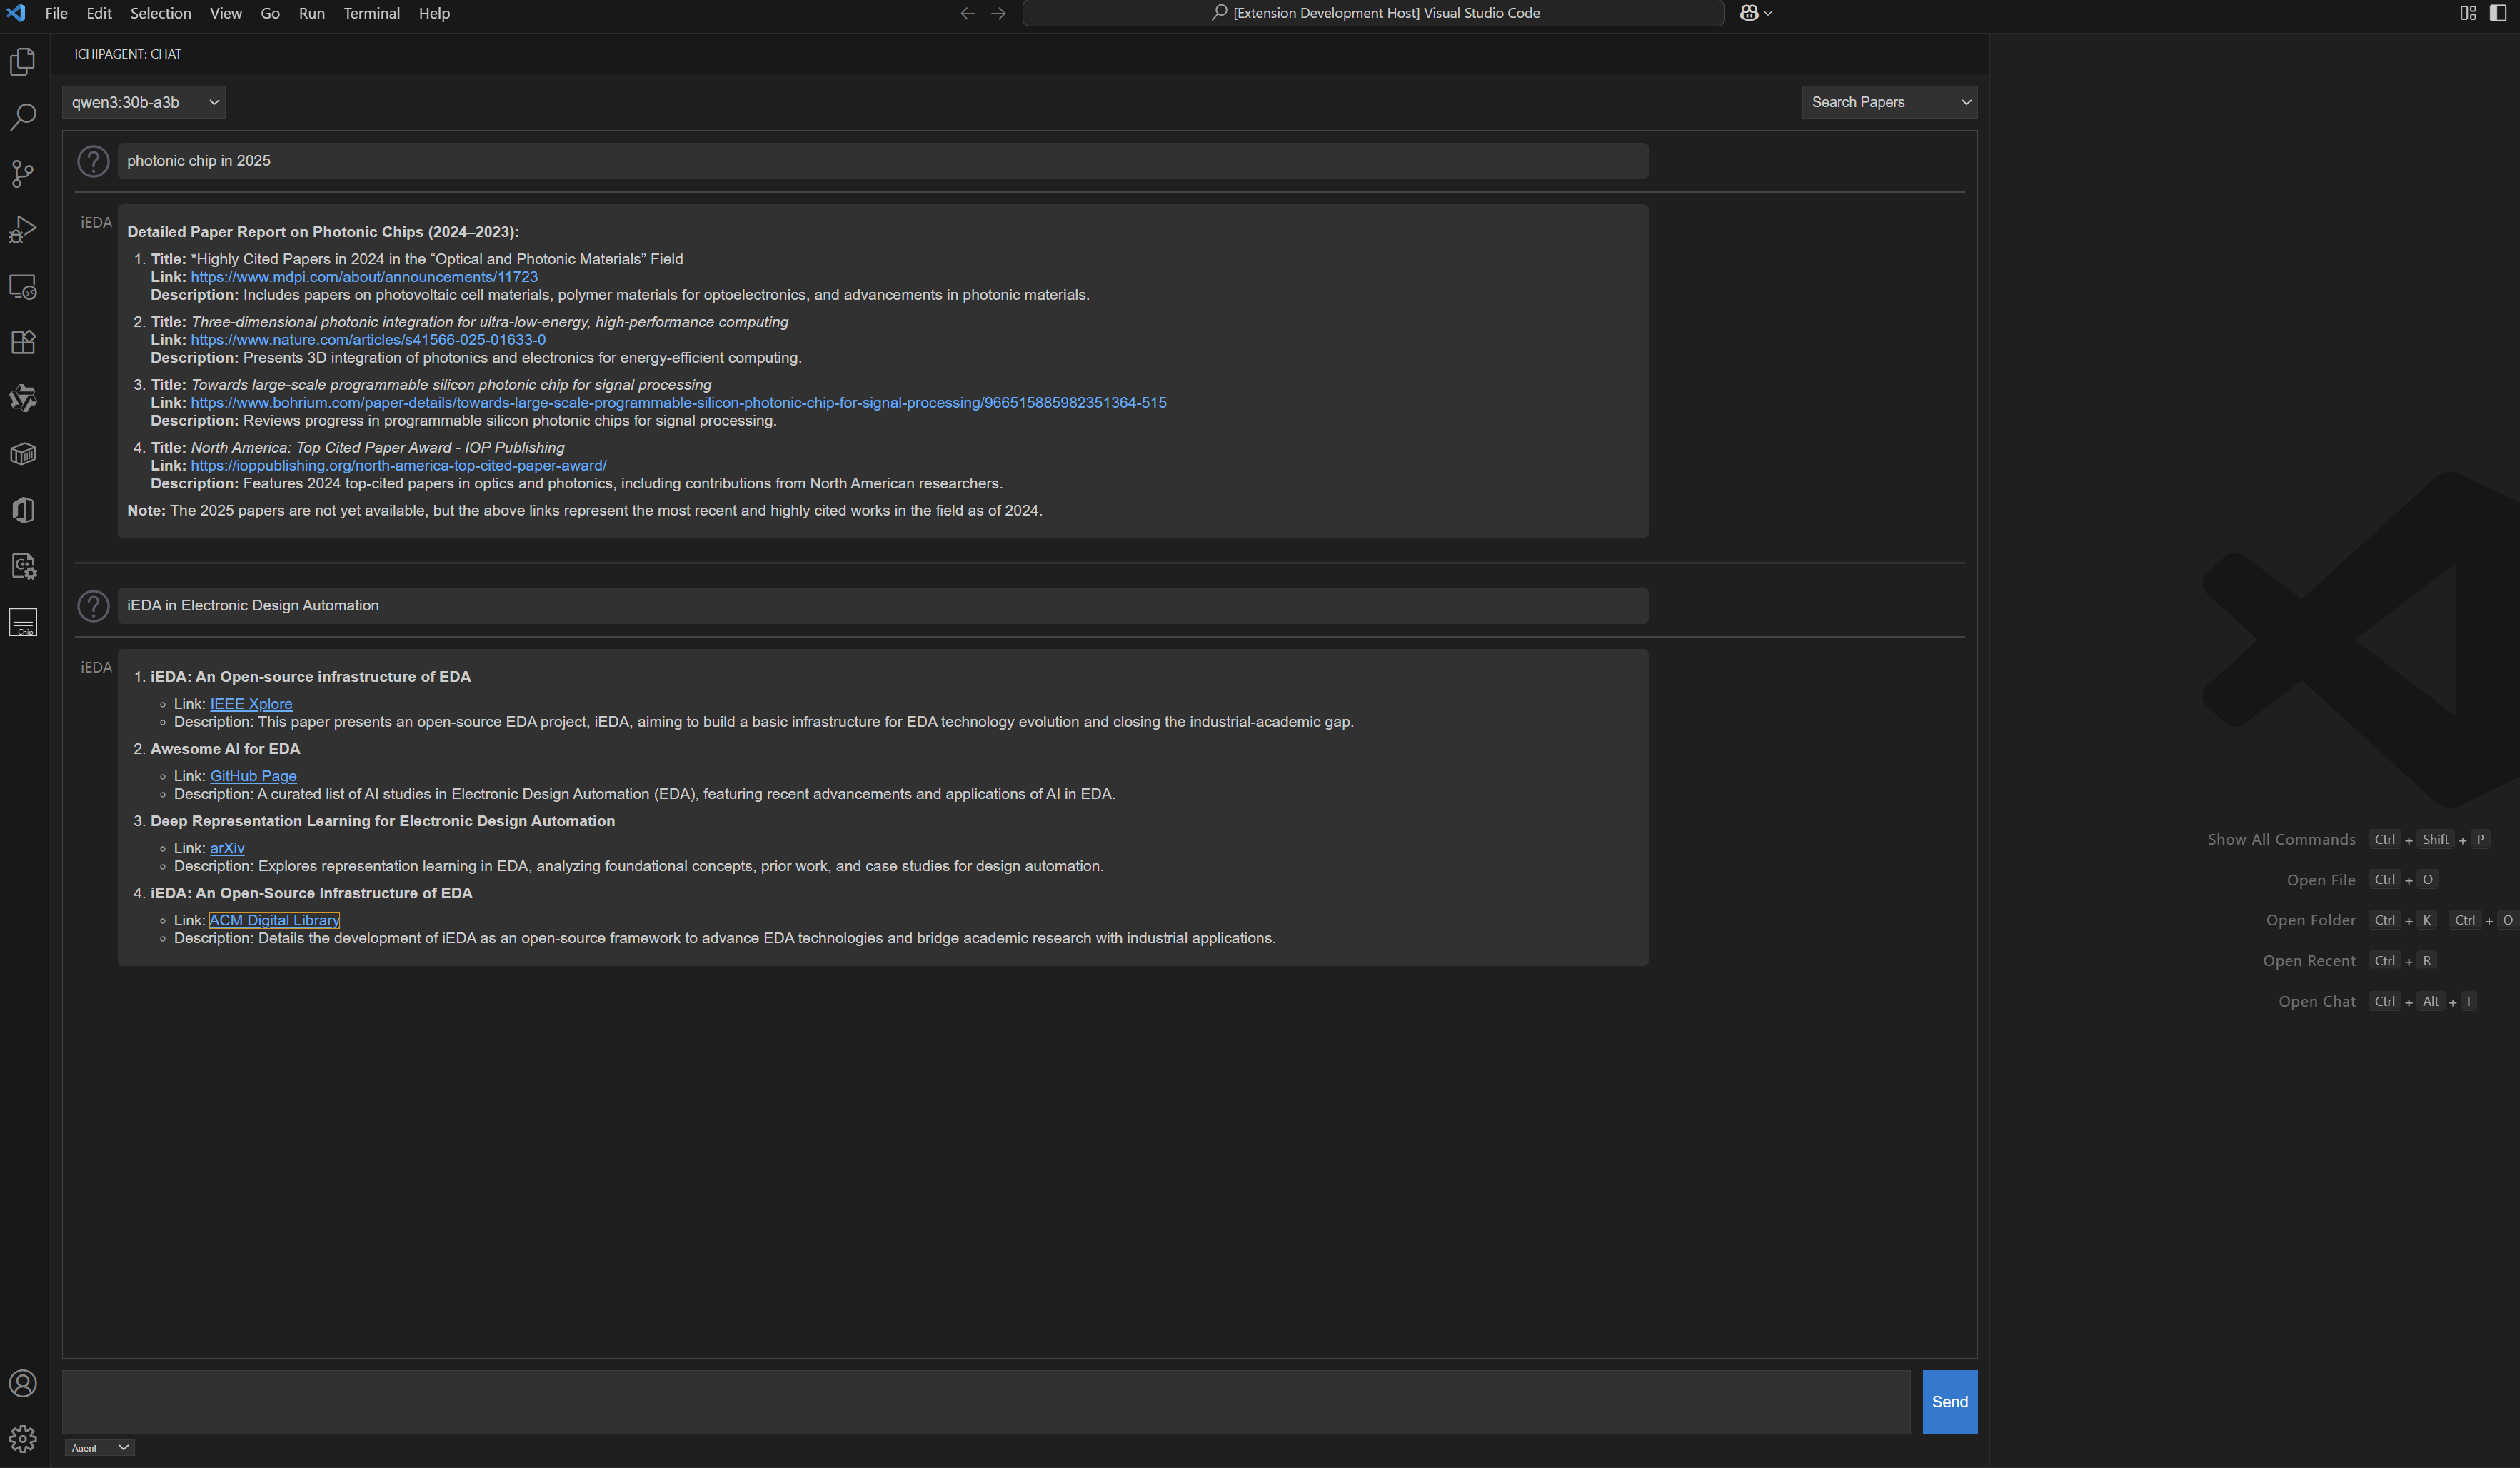 File Edit Selection View Go Run Terminal Help
[Extension Development Host] Visual Studio Code
ICHIPAGENT: CHAT
qwen3:30b-a3b
Search Papers
photonic chip in 2025
iEDA
Detailed Paper Report on Photonic Chips (2024–2023):
1. Title: *Highly Cited Papers in 2024 in the “Optical and Photonic Materials” Field
Link: https://www.mdpi.com/about/announcements/11723
Description: Includes papers on photovoltaic cell materials, polymer materials for optoelectronics, and advancements in photonic materials.
2. Title: Three-dimensional photonic integration for ultra-low-energy, high-performance computing
Link: https://www.nature.com/articles/s41566-025-01633-0
Description: Presents 3D integration of photonics and electronics for energy-efficient computing.
3. Title: Towards large-scale programmable silicon photonic chip for signal processing
Link: https://www.bohrium.com/paper-details/towards-large-scale-programmable-silicon-photonic-chip-for-signal-processing/966515885982351364-515
Description: Reviews progress in programmable silicon photonic chips for signal processing.
4. Title: North America: Top Cited Paper Award - IOP Publishing
Link: https://ioppublishing.org/north-america-top-cited-paper-award/
Description: Features 2024 top-cited papers in optics and photonics, including contributions from North American researchers.
Note: The 2025 papers are not yet available, but the above links represent the most recent and highly cited works in the field as of 2024.
iEDA in Electronic Design Automation
iEDA
1. iEDA: An Open-source infrastructure of EDA
Link: IEEE Xplore
Description: This paper presents an open-source EDA project, iEDA, aiming to build a basic infrastructure for EDA technology evolution and closing the industrial-academic gap.
2. Awesome AI for EDA
Link: GitHub Page
Description: A curated list of AI studies in Electronic Design Automation (EDA), featuring recent advancements and applications of AI in EDA.
3. Deep Representation Learning for Electronic Design Automation
Link: arXiv
Description: Explores representation learning in EDA, analyzing foundational concepts, prior work, and case studies for design automation.
4. iEDA: An Open-Source Infrastructure of EDA
Link: ACM Digital Library
Description: Details the development of iEDA as an open-source framework to advance EDA technologies and bridge academic research with industrial applications.
Chip
Show All Commands Ctrl + Shift + P
Open File Ctrl + O
Open Folder Ctrl + K Ctrl + O
Open Recent Ctrl + R
Open Chat Ctrl + Alt + I
Send
Agent